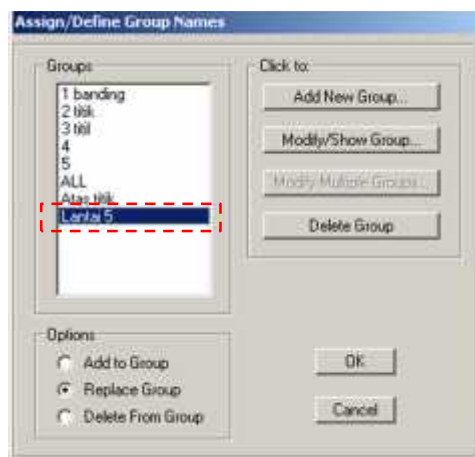 Assign/Define Group Names
Groups
1 banding
2 titik
3 titil
4
5
ALL
Atas titik
Lantai 5
Click to:
Add New Group...
Modify/Show Group...
Modify Multiple Groups...
Delete Group
Options
Add to Group
Replace Group
Delete From Group
OK
Cancel